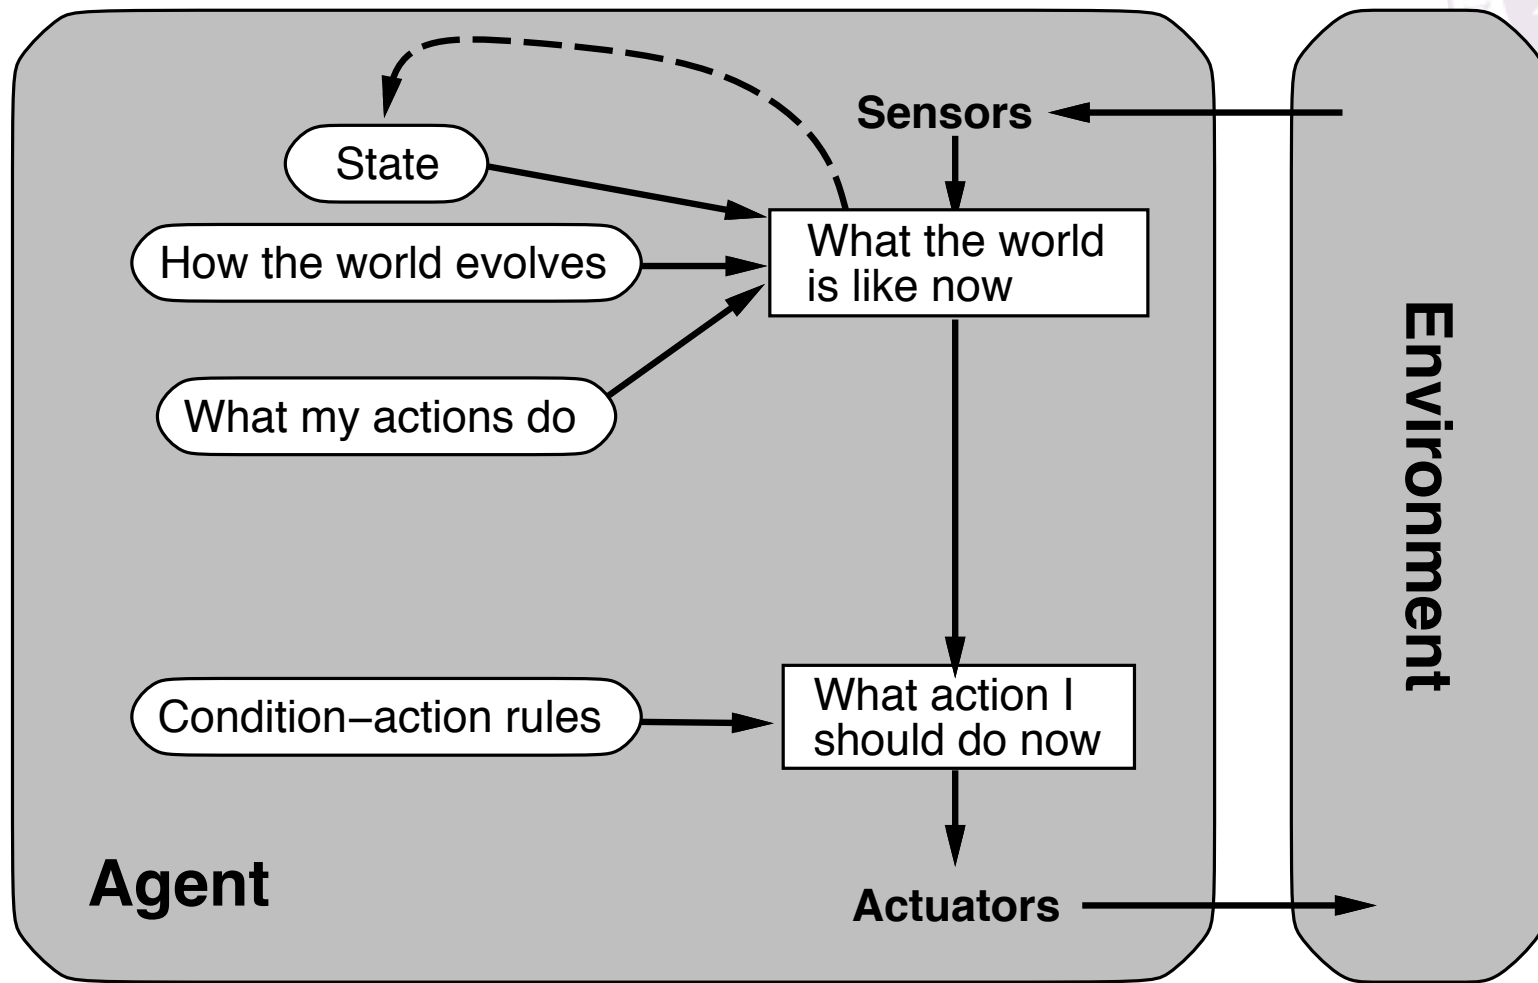 Sensors
State
What the world
is like now
How the world evolves
What my actions do
Environment
Condition–action rules
What action I
should do now
Agent
Actuators